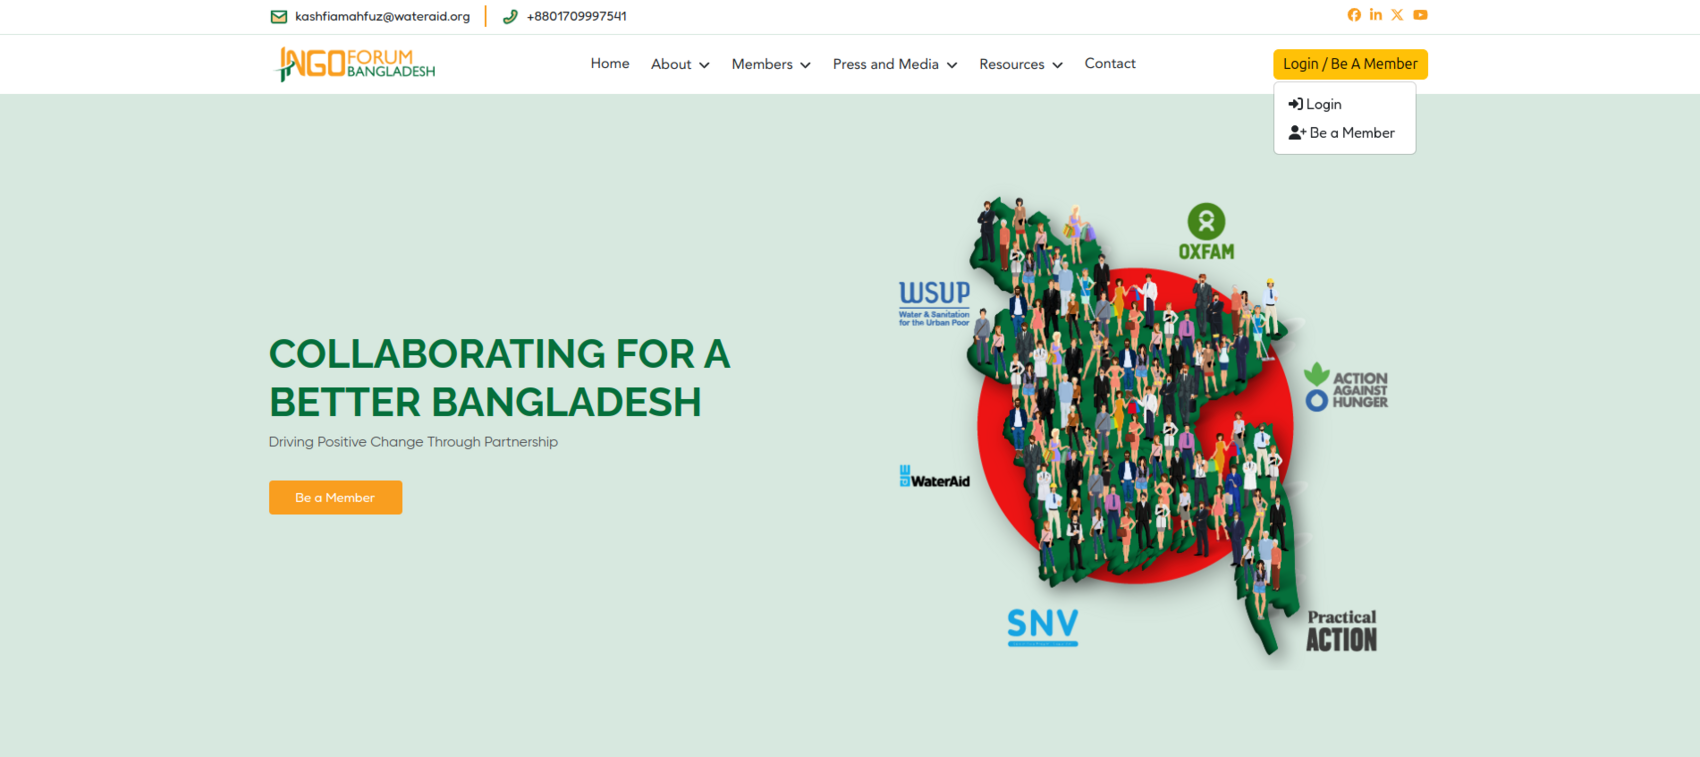 kashfiamahfuz@wateraid.org
+8801709997541
INGO FORUM
BANGLADESH
Home
About
Members
Press and Media
Resources
Contact
Login / Be A Member
Login
Be a Member
OXFAM
WSUP
Water & Sanitation
for the Urban Poor
COLLABORATING FOR A
BETTER BANGLADESH
Driving Positive Change Through Partnership
Be a Member
ACTION
AGAINST
HUNGER
WaterAid
SNV
Practical
ACTION